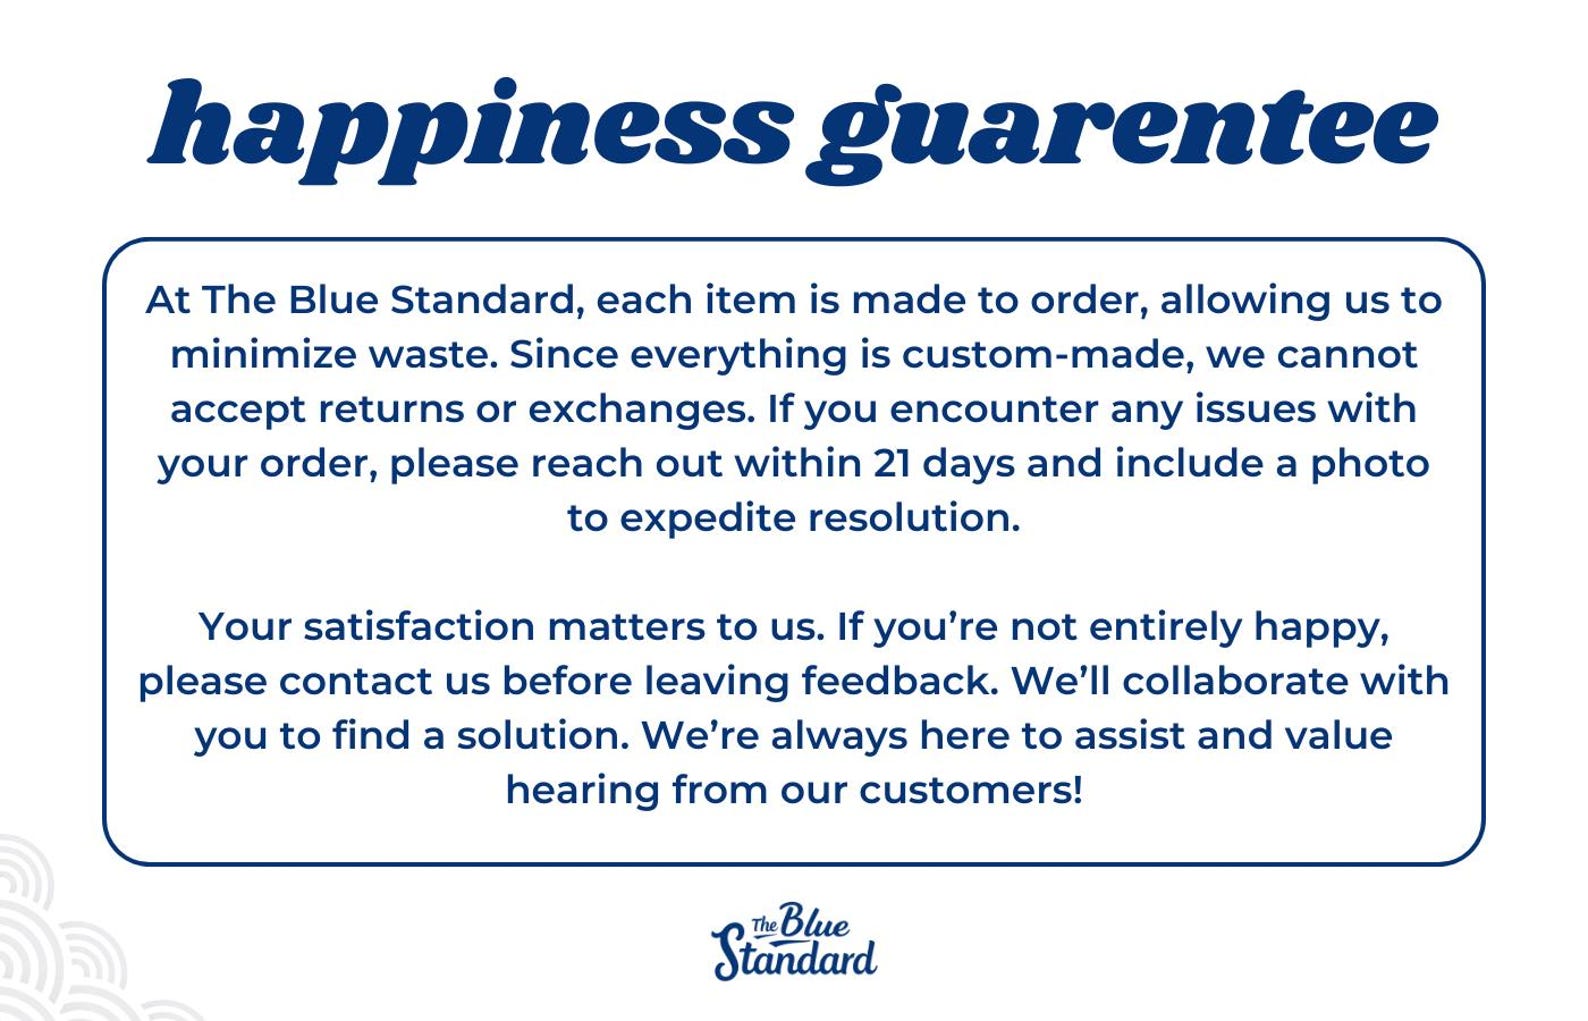 happiness guarentee
At The Blue Standard, each item is made to order, allowing us to
minimize waste. Since everything is custom-made, we cannot
accept returns or exchanges. If you encounter any issues with
your order, please reach out within 21 days and include a photo
to expedite resolution.
Your satisfaction matters to us. If you’re not entirely happy,
please contact us before leaving feedback. We’ll collaborate with
you to find a solution. We’re always here to assist and value
hearing from our customers!
The Blue
Standard